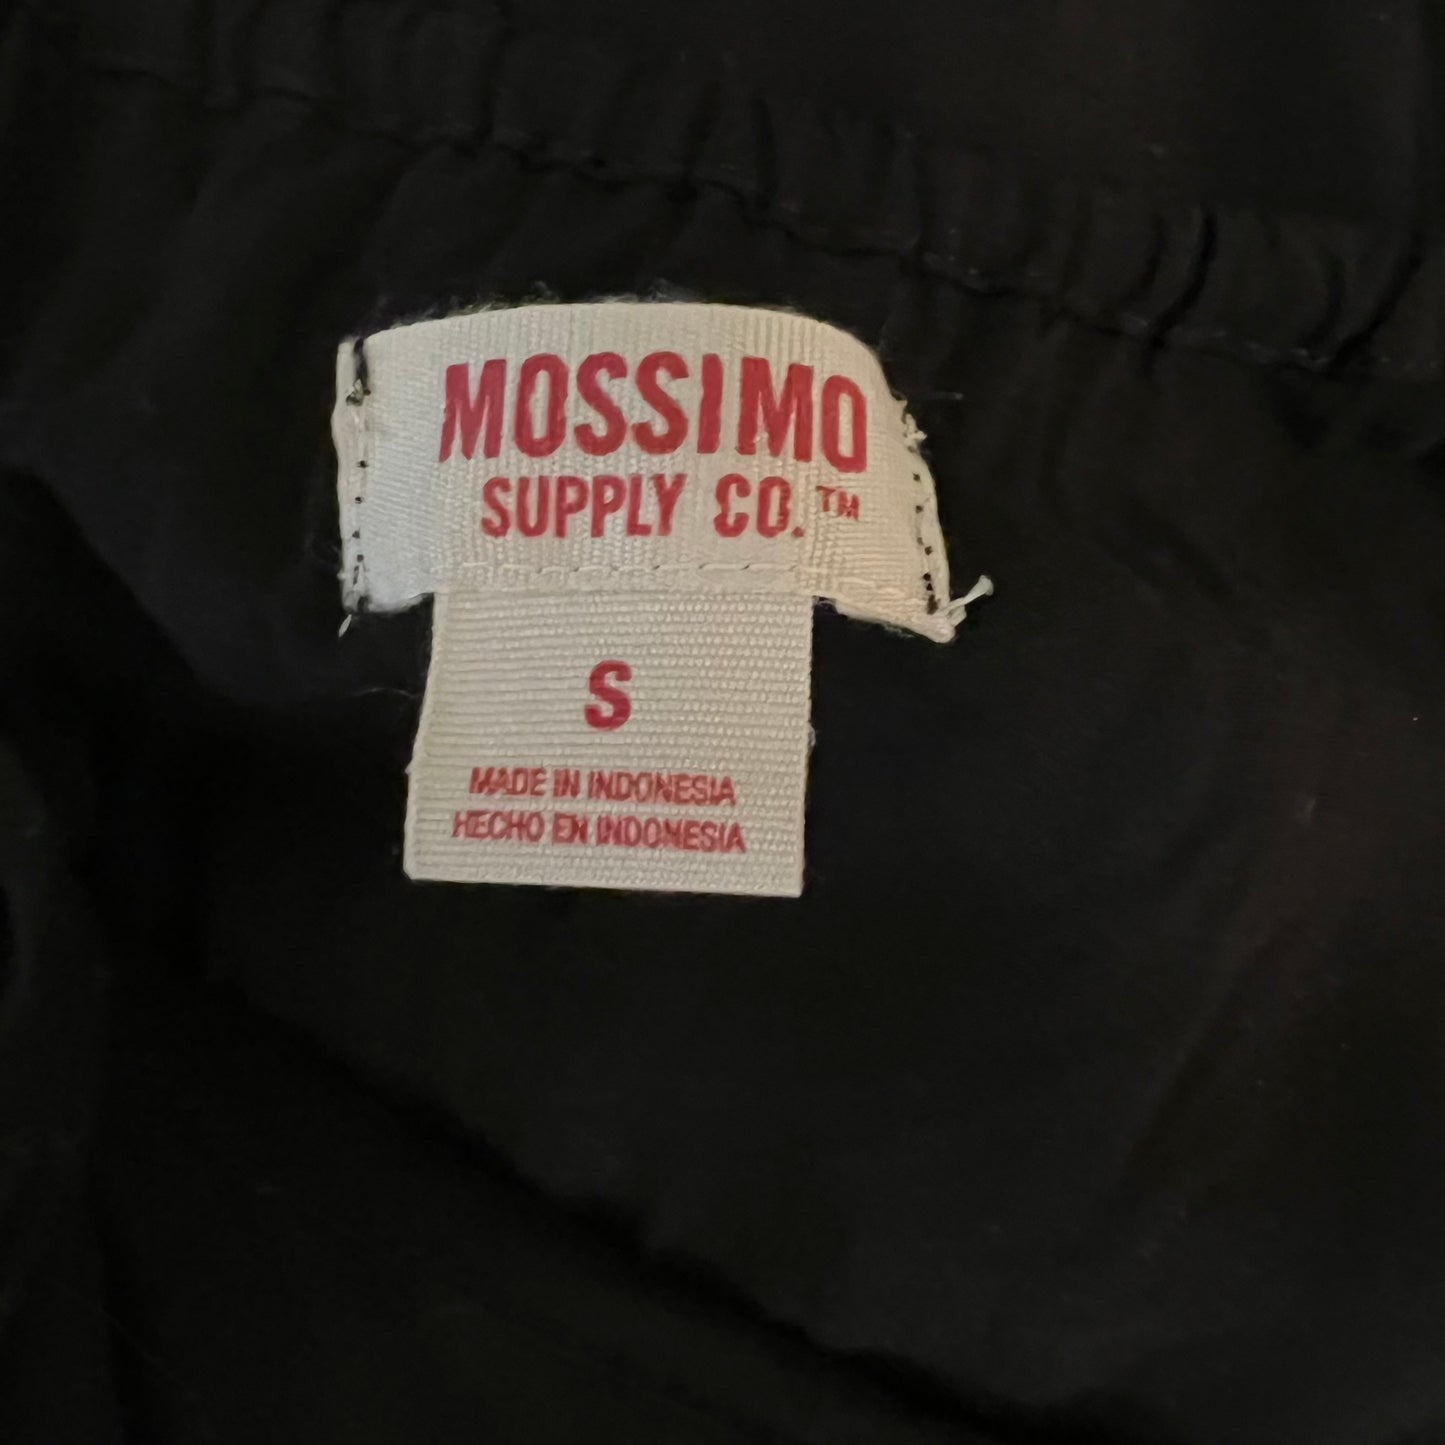 MOSSIMO
SUPPLY CO.™
S
MADE IN INDONESIA
HECHO EN INDONESIA